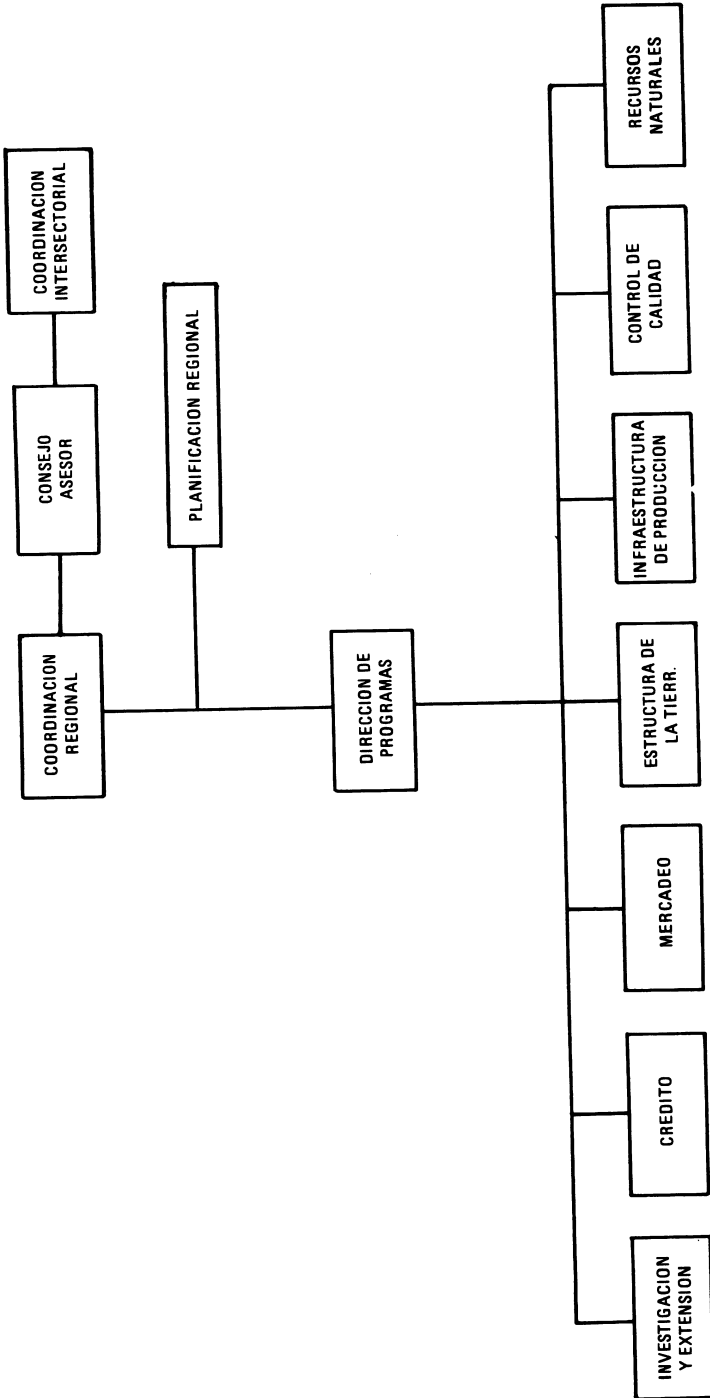 COORDINACION
REGIONAL
CONSEJO
ASESOR
COORDINACION
INTERSECTORIAL
PLANIFICACION REGIONAL
DIRECCION DE
PROGRAMAS
INVESTIGACION
Y EXTENSION
CREDITO
MERCADEO
ESTRUCTURA DE
LA TIERR.
INFRAESTRUCTURA
DE PRODUCCION
CONTROL DE
CALIDAD
RECURSOS
NATURALES